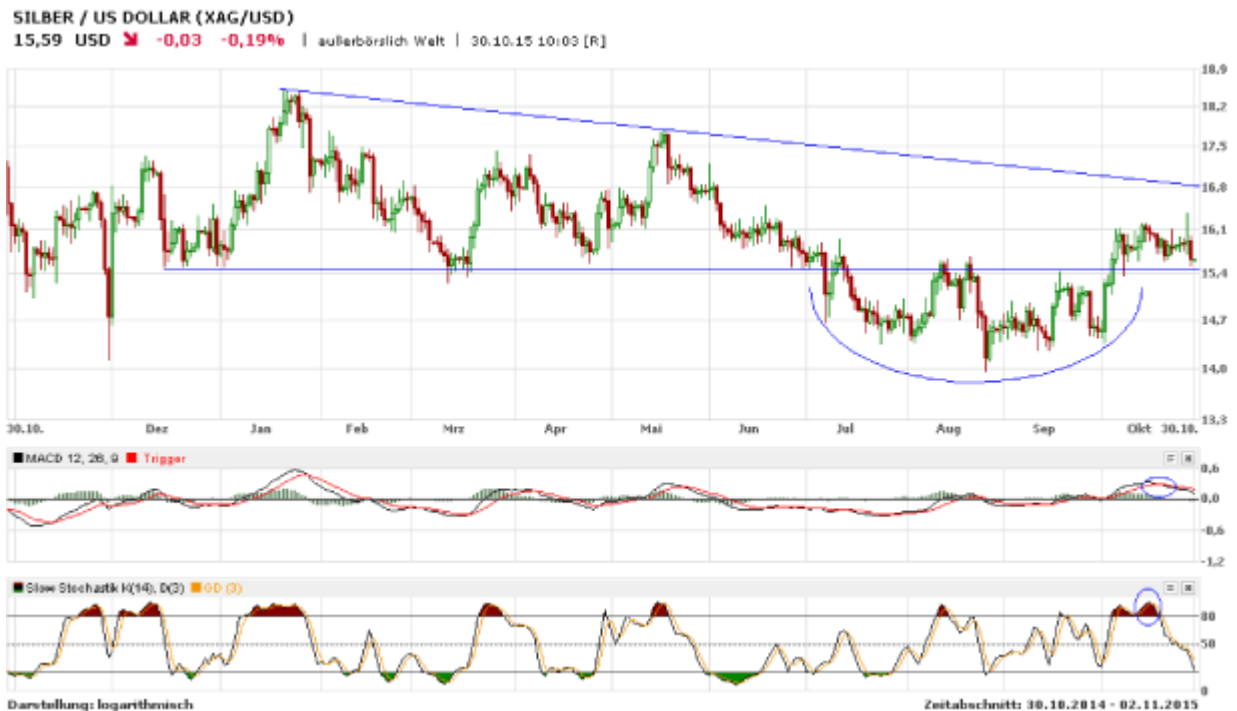 SILBER / US DOLLAR (XAG/USD)
15,59 USD -0,03 -0,19% | außerbörslich Welt | 30.10.15 10:03 [R]
18,9
18,2
17,5
16,8
16,1
15,4
14,7
14,0
13,3
30.10. Dez Jan Feb Mrz Apr Mai Jun Jul Aug Sep Okt 30.10.
MACD 12, 26, 9 Trigger
0,6
0,0
-0,6
-1,2
Slow Stochastik K(14), D(3) GD (3)
80
50
0
Darstellung: logarithmisch Zeitabschnitt: 30.10.2014 - 02.11.2015